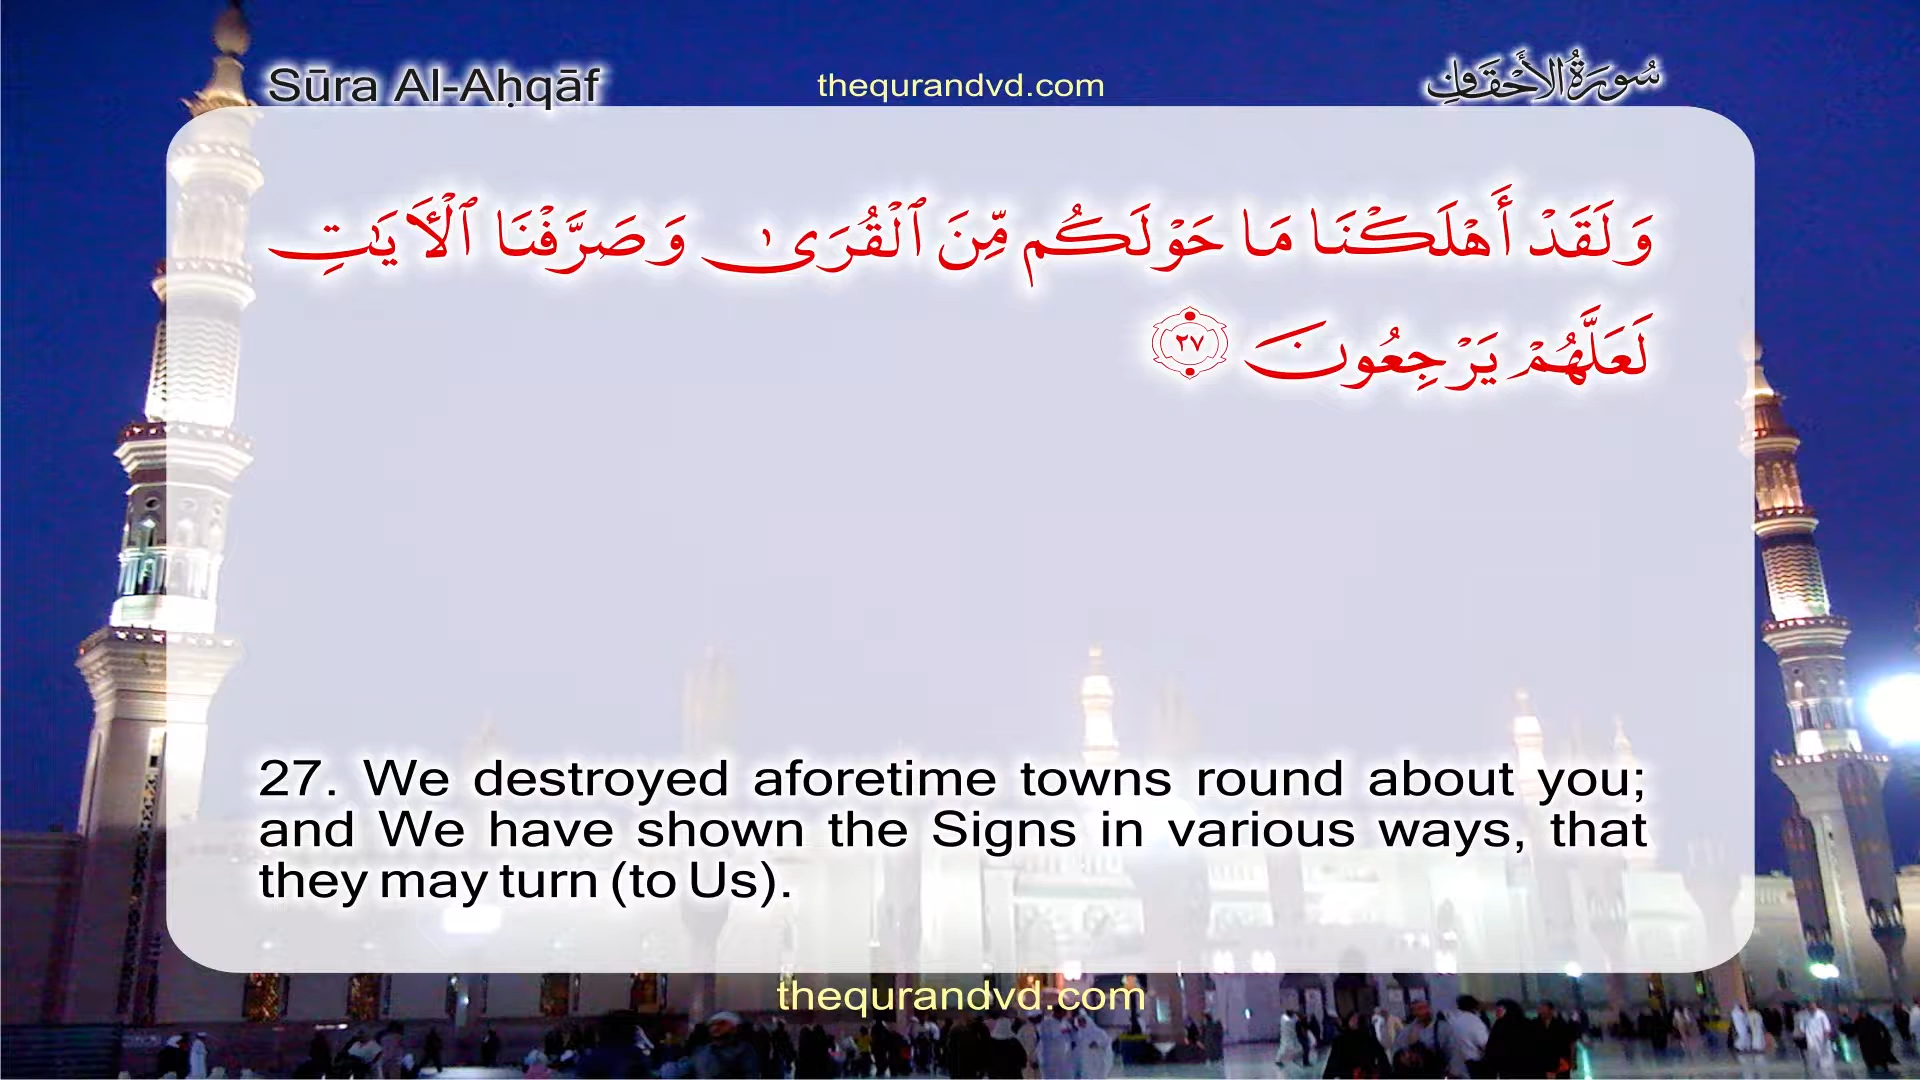 Sūra Al-Aḥqāf
thequrandvd.com
سُورَةُ الأَحْقَافِ
وَلَقَدْ أَهْلَكْنَا مَا حَوْلَكُم مِّنَ ٱلْقُرَىٰ وَصَرَّفْنَا ٱلْأَيَٰتِ
لَعَلَّهُمْ يَرْجِعُونَ ٢٧
27. We destroyed aforetime towns round about you;
and We have shown the Signs in various ways, that
they may turn (to Us).
thequrandvd.com